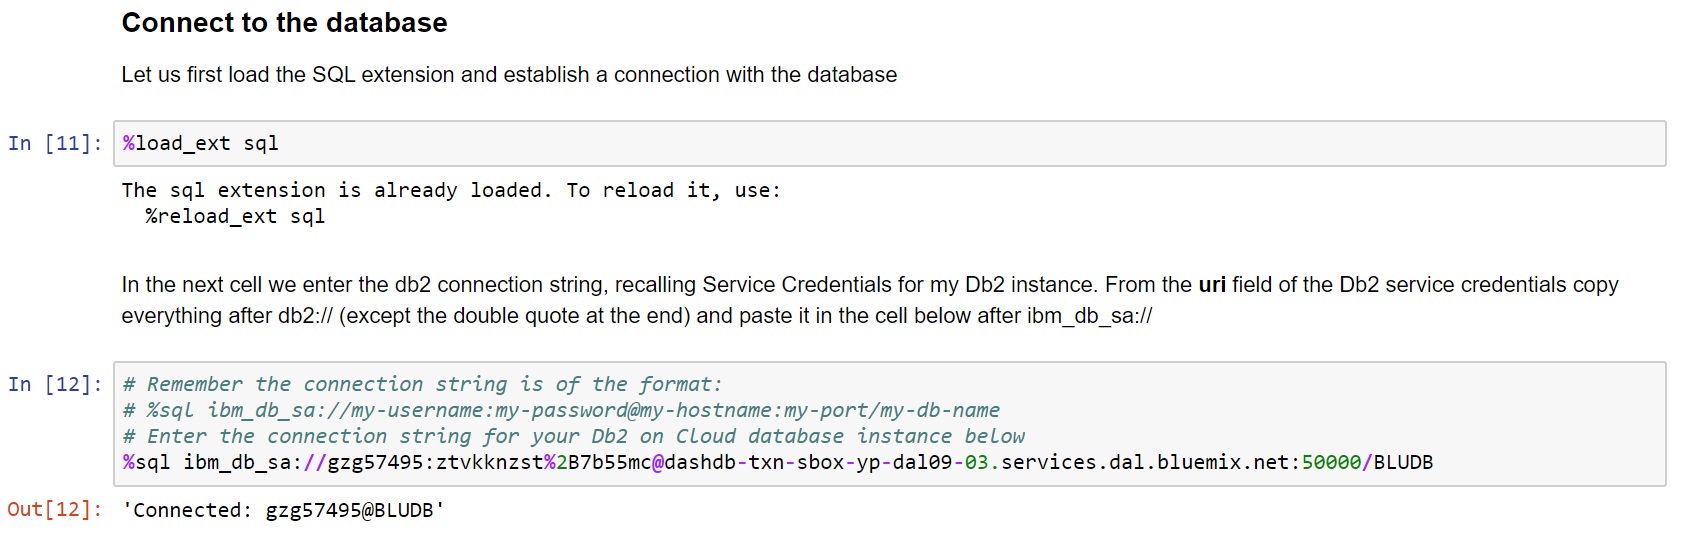 Connect to the database
Let us first load the SQL extension and establish a connection with the database
In [11]: %load_ext sql
The sql extension is already loaded. To reload it, use:
%reload_ext sql
In the next cell we enter the db2 connection string, recalling Service Credentials for my Db2 instance. From the uri field of the Db2 service credentials copy
everything after db2:// (except the double quote at the end) and paste it in the cell below after ibm_db_sa://
In [12]: # Remember the connection string is of the format:
# %sql ibm_db_sa://my-username:my-password@my-hostname:my-port/my-db-name
# Enter the connection string for your Db2 on Cloud database instance below
%sql ibm_db_sa://gzg57495:ztvkknzst%2B7b55mc@dashdb-txn-sbox-yp-dal09-03.services.dal.bluemix.net:50000/BLUDB
Out[12]: 'Connected: gzg57495@BLUDB'